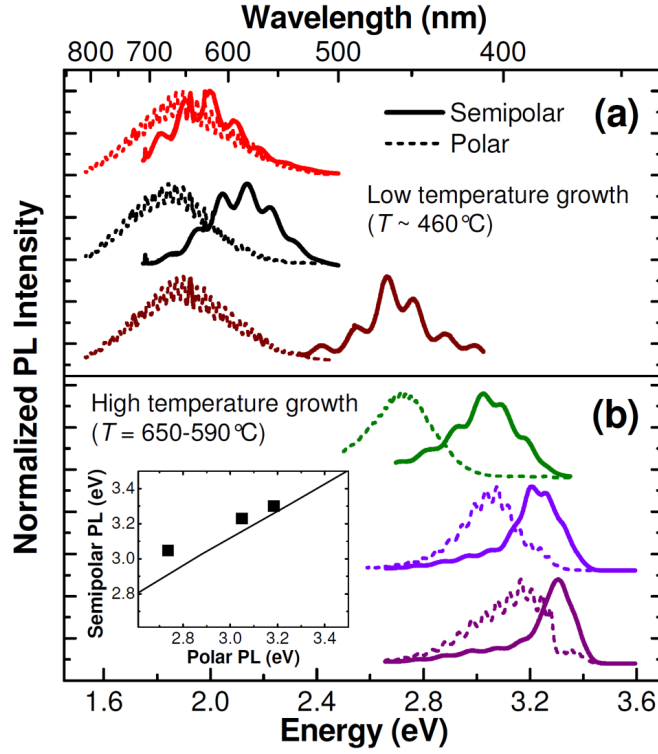 Wavelength (nm)
800 700 600 500 400
(a)
Semipolar
Polar
Low temperature growth
(T ~ 460°C)
Normalized PL Intensity
(b)
High temperature growth
(T = 650-590°C)
Semipolar PL (eV)
3.4
3.2
3.0
2.8
2.8 3.0 3.2 3.4
Polar PL (eV)
1.6 2.0 2.4 2.8 3.2 3.6
Energy (eV)